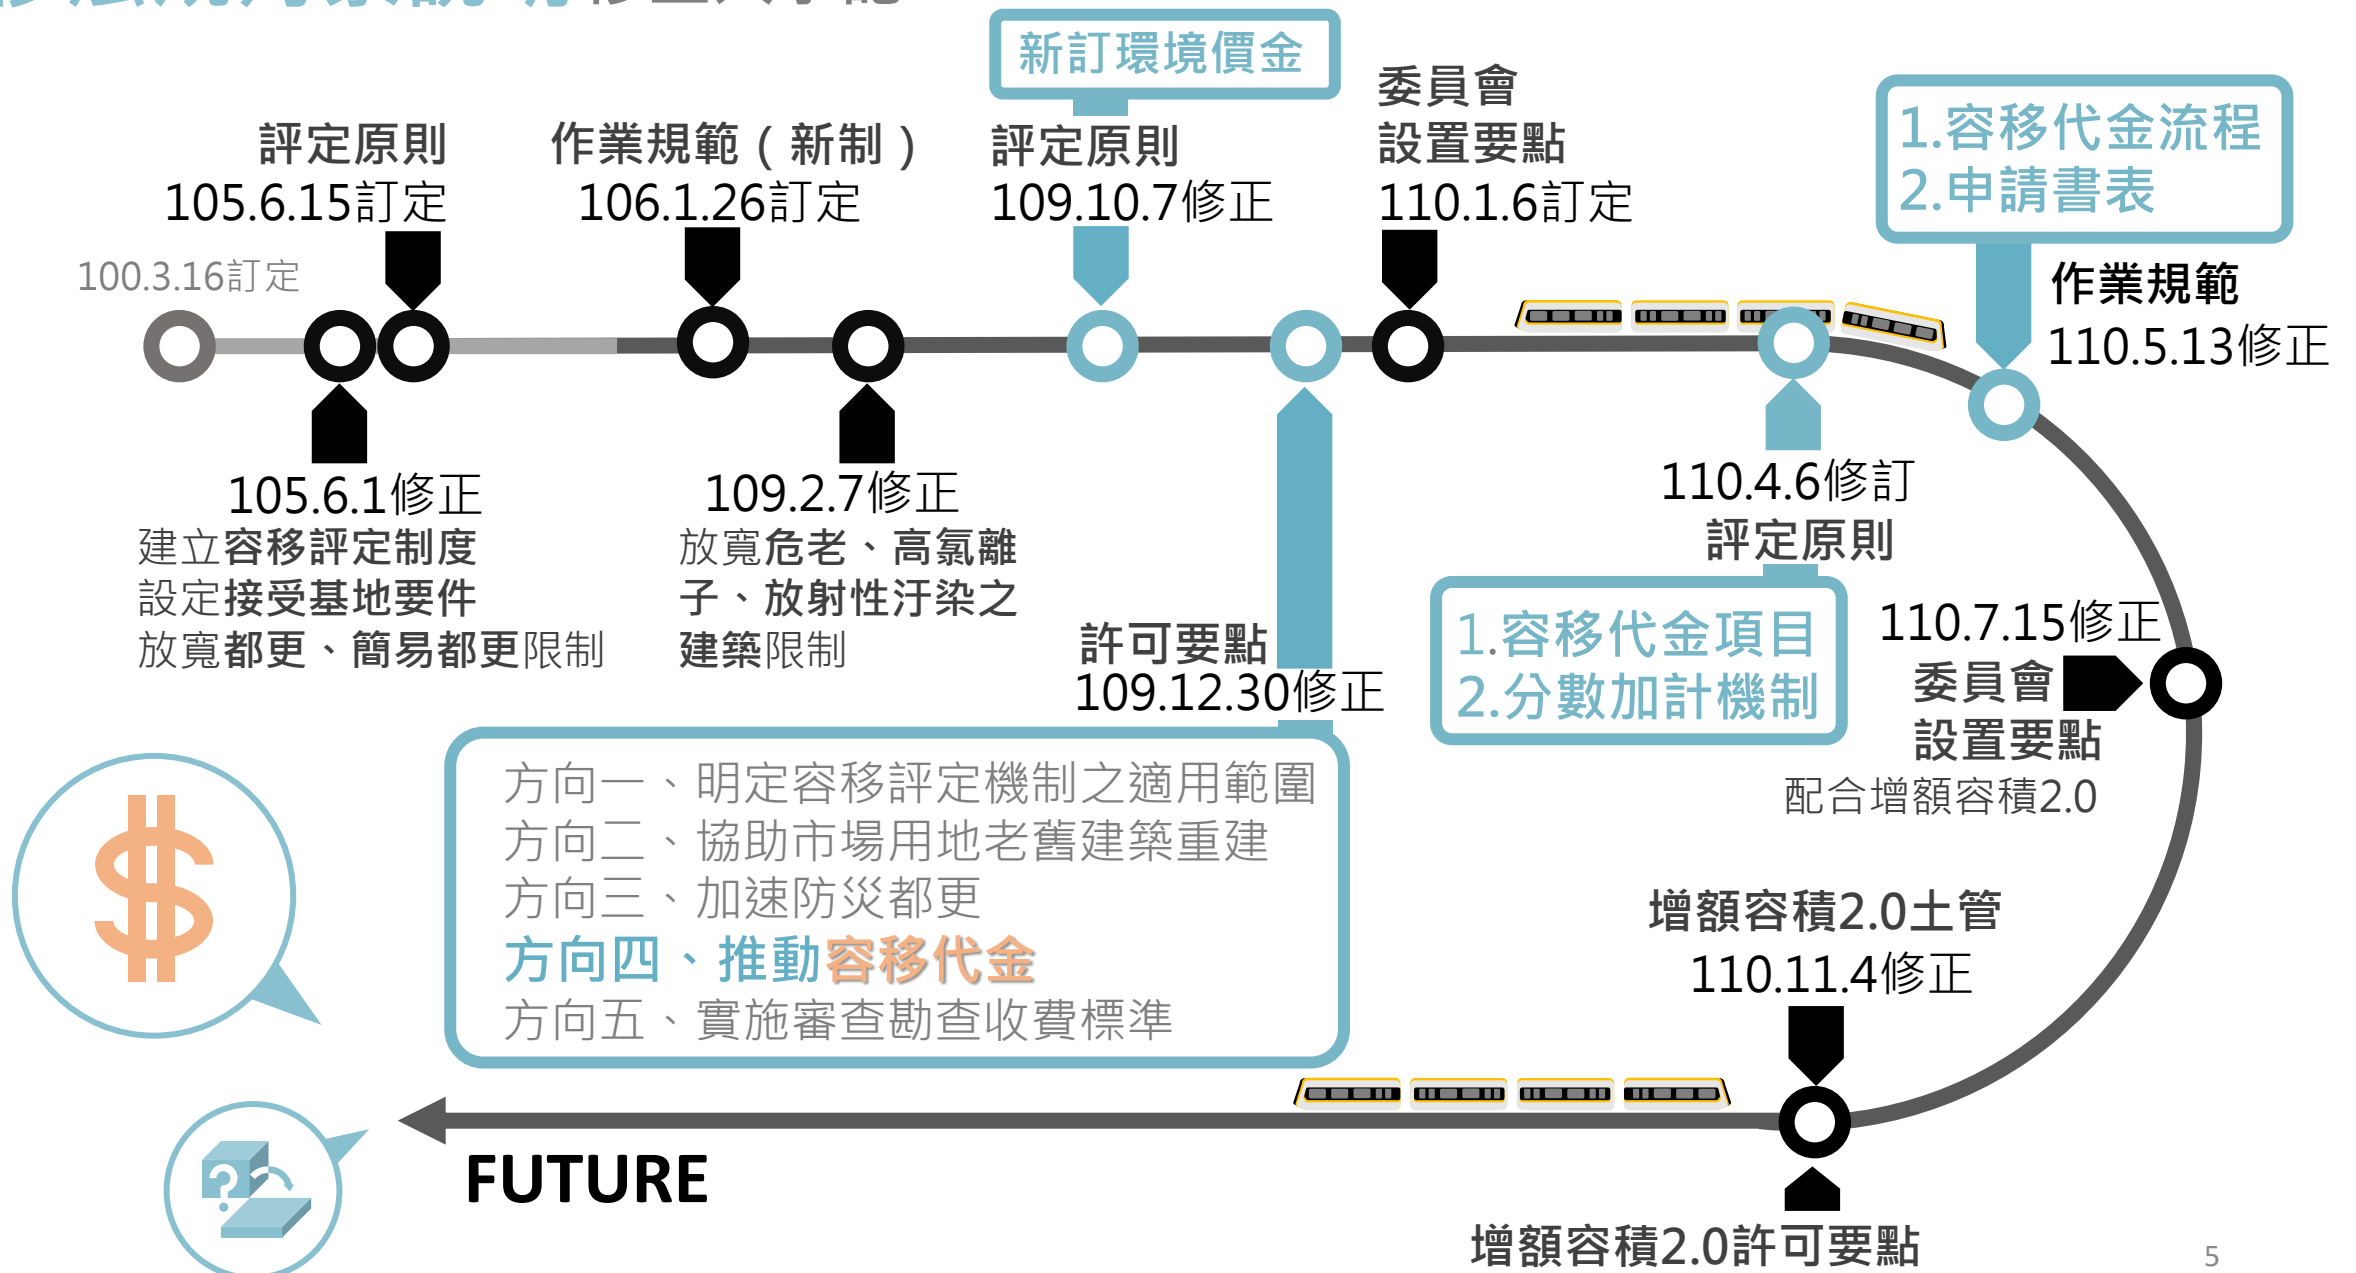 新訂環境價金
評定原則
105.6.15訂定
作業規範（新制）
106.1.26訂定
評定原則
109.10.7修正
委員會
設置要點
110.1.6訂定
1.容移代金流程
2.申請書表
作業規範
110.5.13修正
100.3.16訂定
105.6.1修正
建立容移評定制度
設定接受基地要件
放寬都更、簡易都更限制
109.2.7修正
放寬危老、高氯離
子、放射性汙染之
建築限制
許可要點
109.12.30修正
110.4.6修訂
評定原則
1.容移代金項目
2.分數加計機制
110.7.15修正
委員會
設置要點
配合增額容積2.0
方向一、明定容移評定機制之適用範圍
方向二、協助市場用地老舊建築重建
方向三、加速防災都更
方向四、推動容移代金
方向五、實施審查勘查收費標準
增額容積2.0土管
110.11.4修正
FUTURE
增額容積2.0許可要點
5